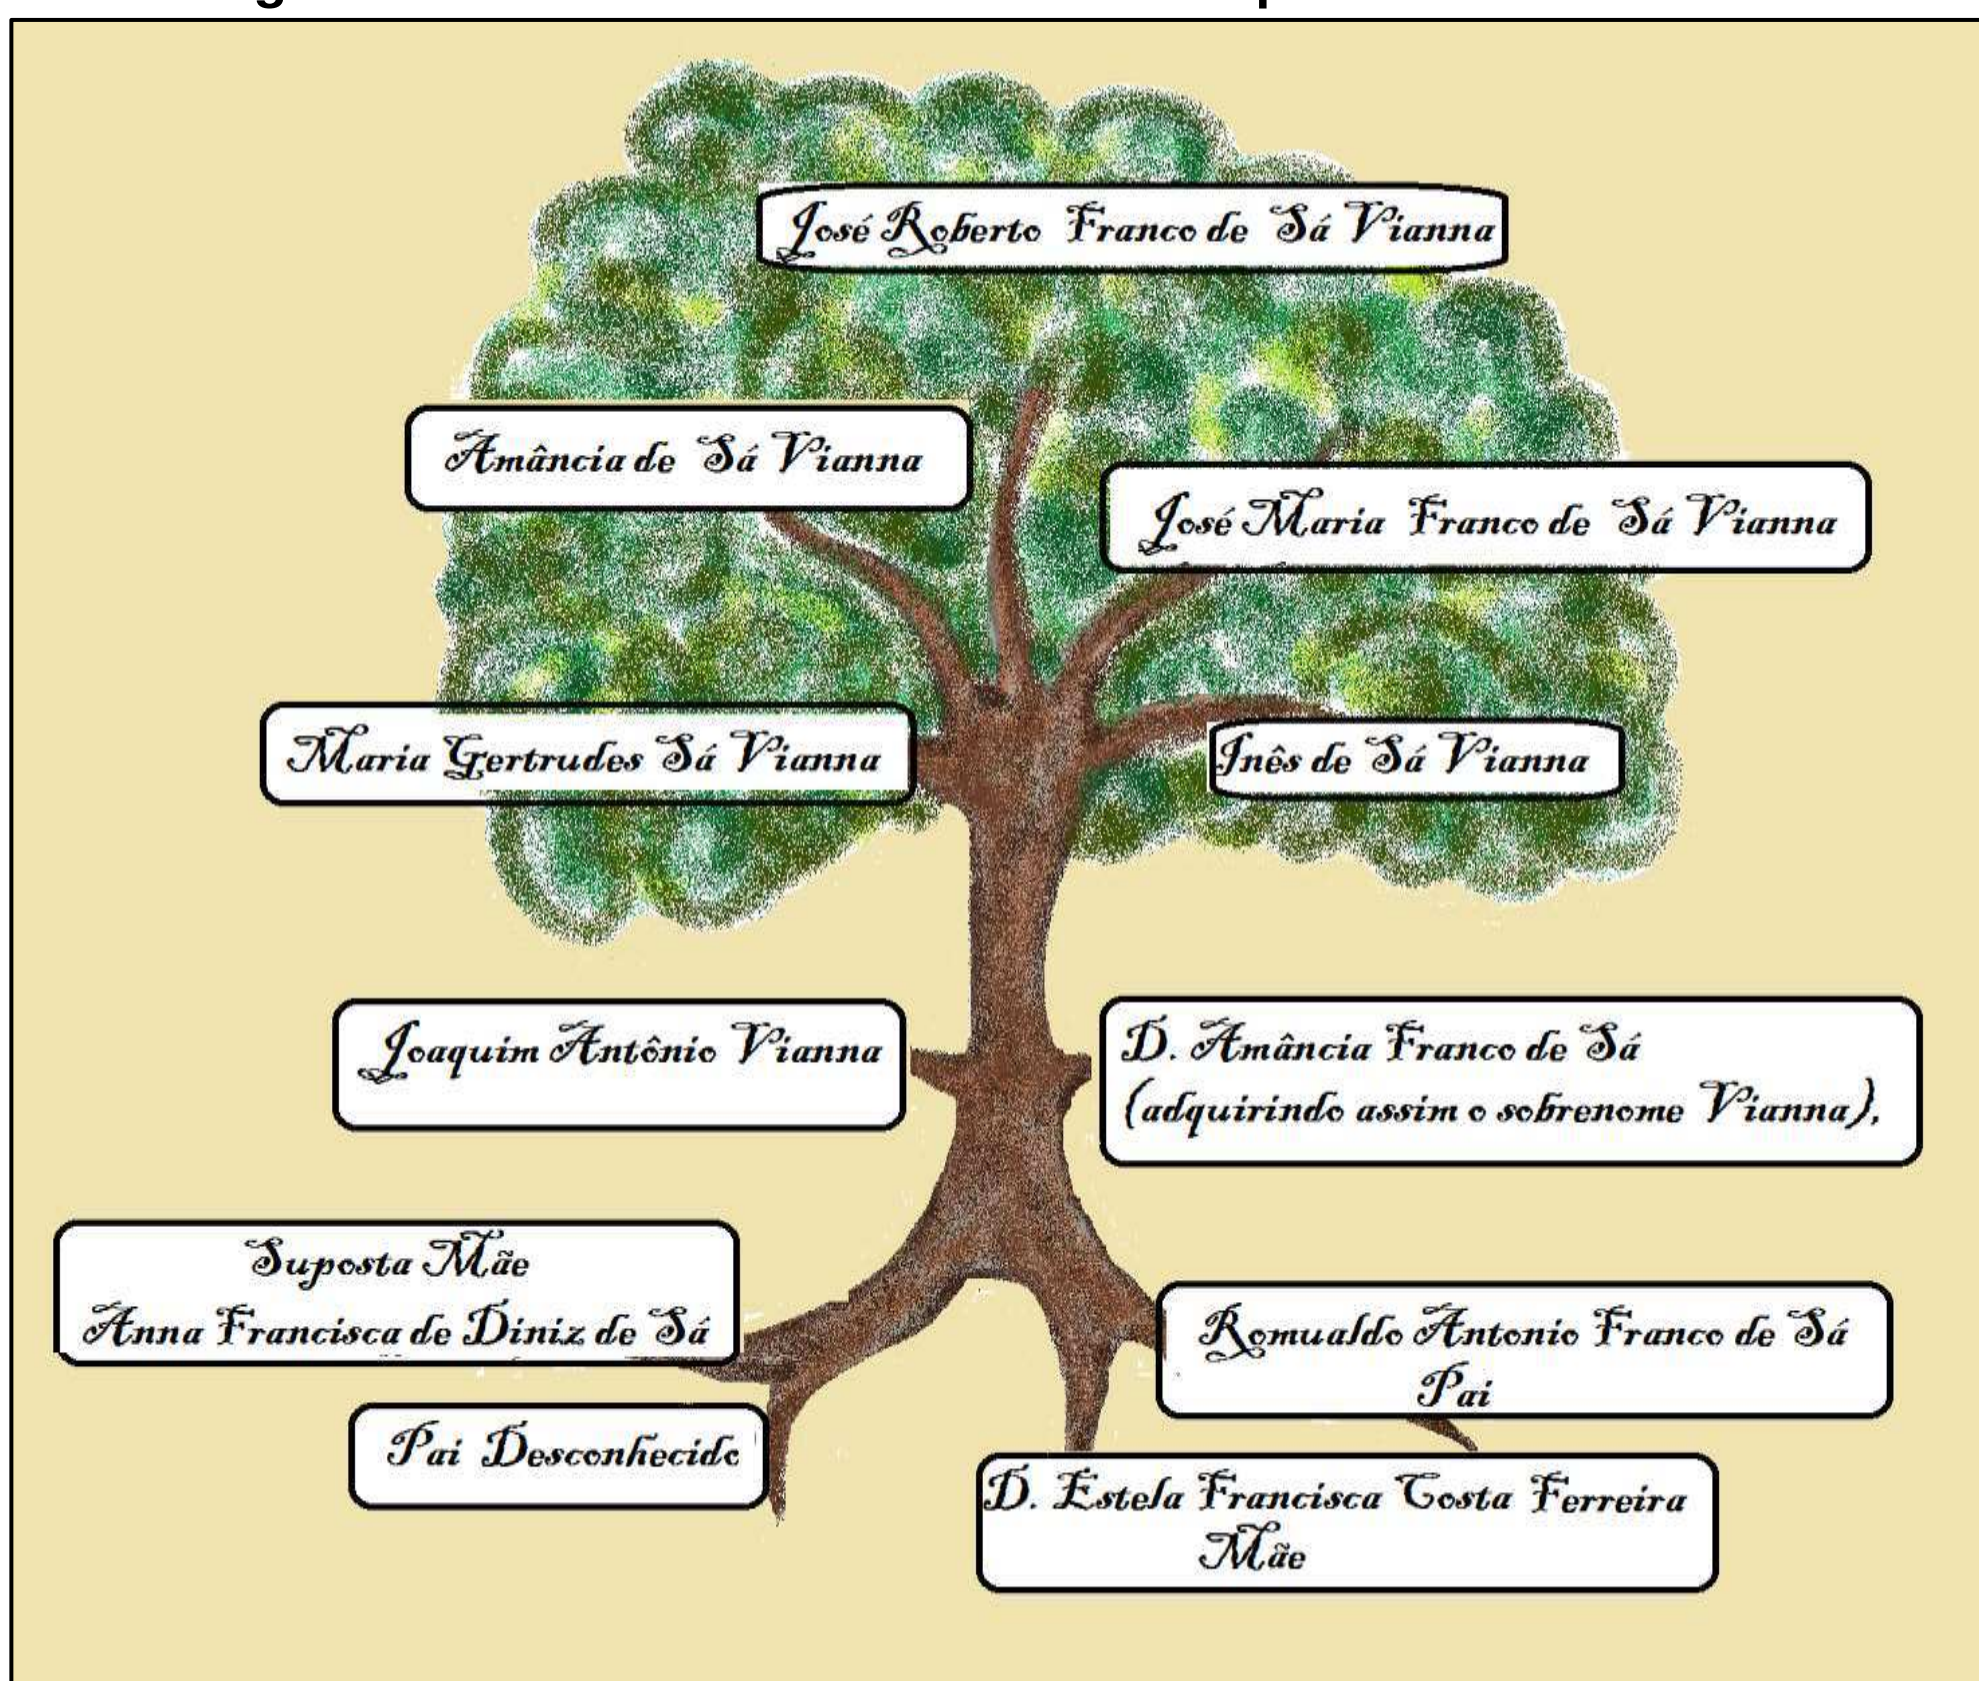 José Roberto Franco de Sá Vianna
Amância de Sá Vianna
José Maria Franco de Sá Vianna
Maria Gertrudes Sá Vianna
Inês de Sá Vianna
Joaquim Antônio Vianna
D. Amância Franco de Sá
(adquirindo assim o sobrenome Vianna),
Suposta Mãe
Anna Francisca de Diniz de Sá
Romualdo Antonio Franco de Sá
Pai
Pai Desconhecido
D. Estela Francisca Costa Ferreira
Mãe